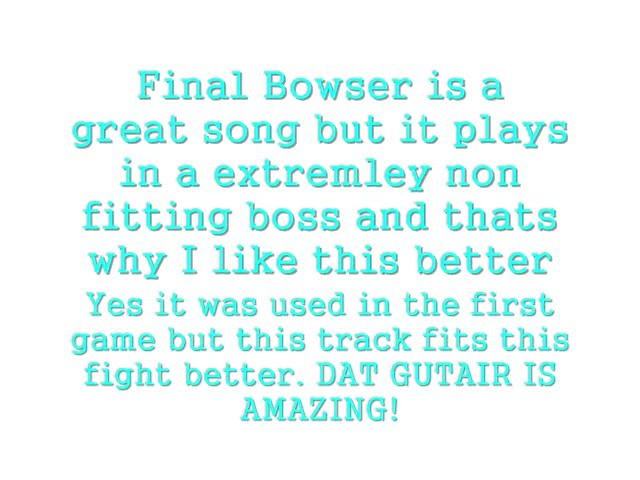 Final Bowser is a
great song but it plays
in a extremley non
fitting boss and thats
why I like this better
Yes it was used in the first
game but this track fits this
fight better. DAT GUTAIR IS
AMAZING!